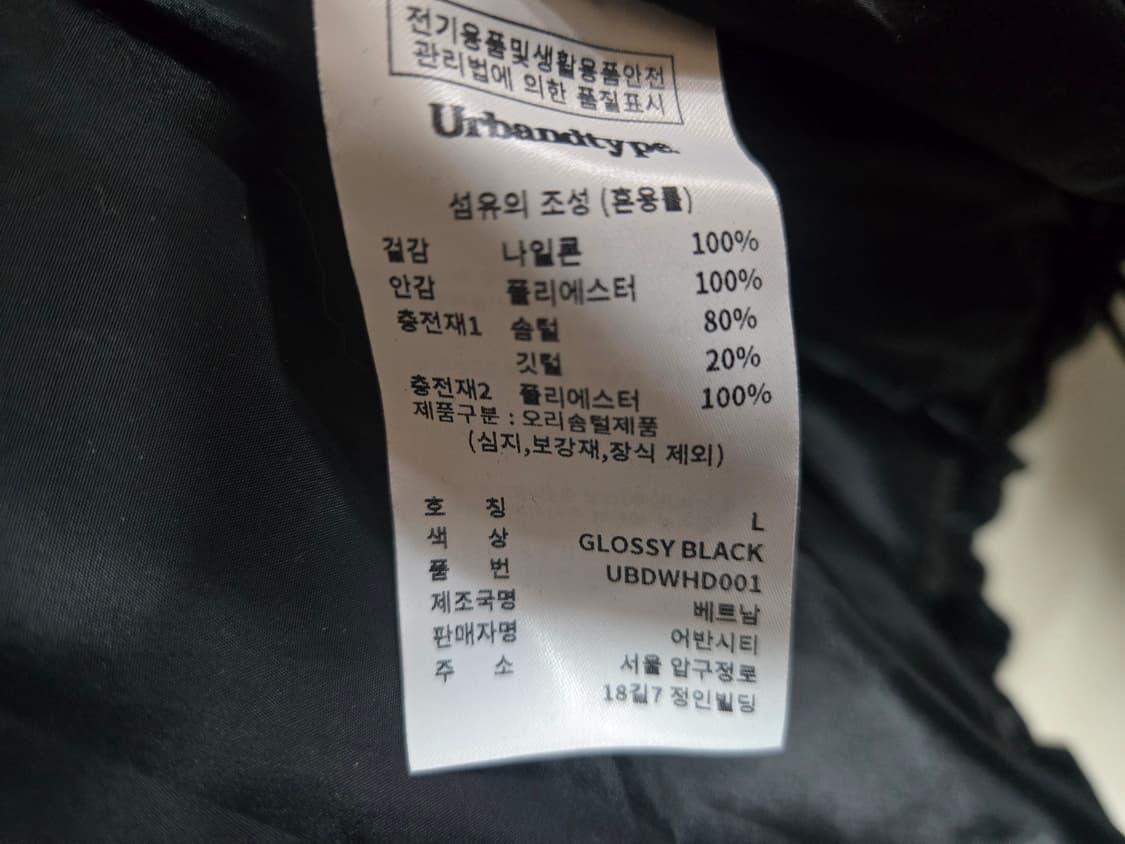 전기용품및생활용품안전
관리법에 의한 품질표시
Urbandtype.
섬유의 조성 (혼용률)
겉감 나일론 100%
안감 폴리에스터 100%
충전재1 솜털 80%
깃털 20%
충전재2 폴리에스터 100%
제품구분 : 오리솜털제품
(심지,보강재,장식 제외)
호 칭 L
색 상 GLOSSY BLACK
품 번 UBDWHD001
제조국명 베트남
판매자명 어반시티
주 소 서울 압구정로
18길7 정인빌딩